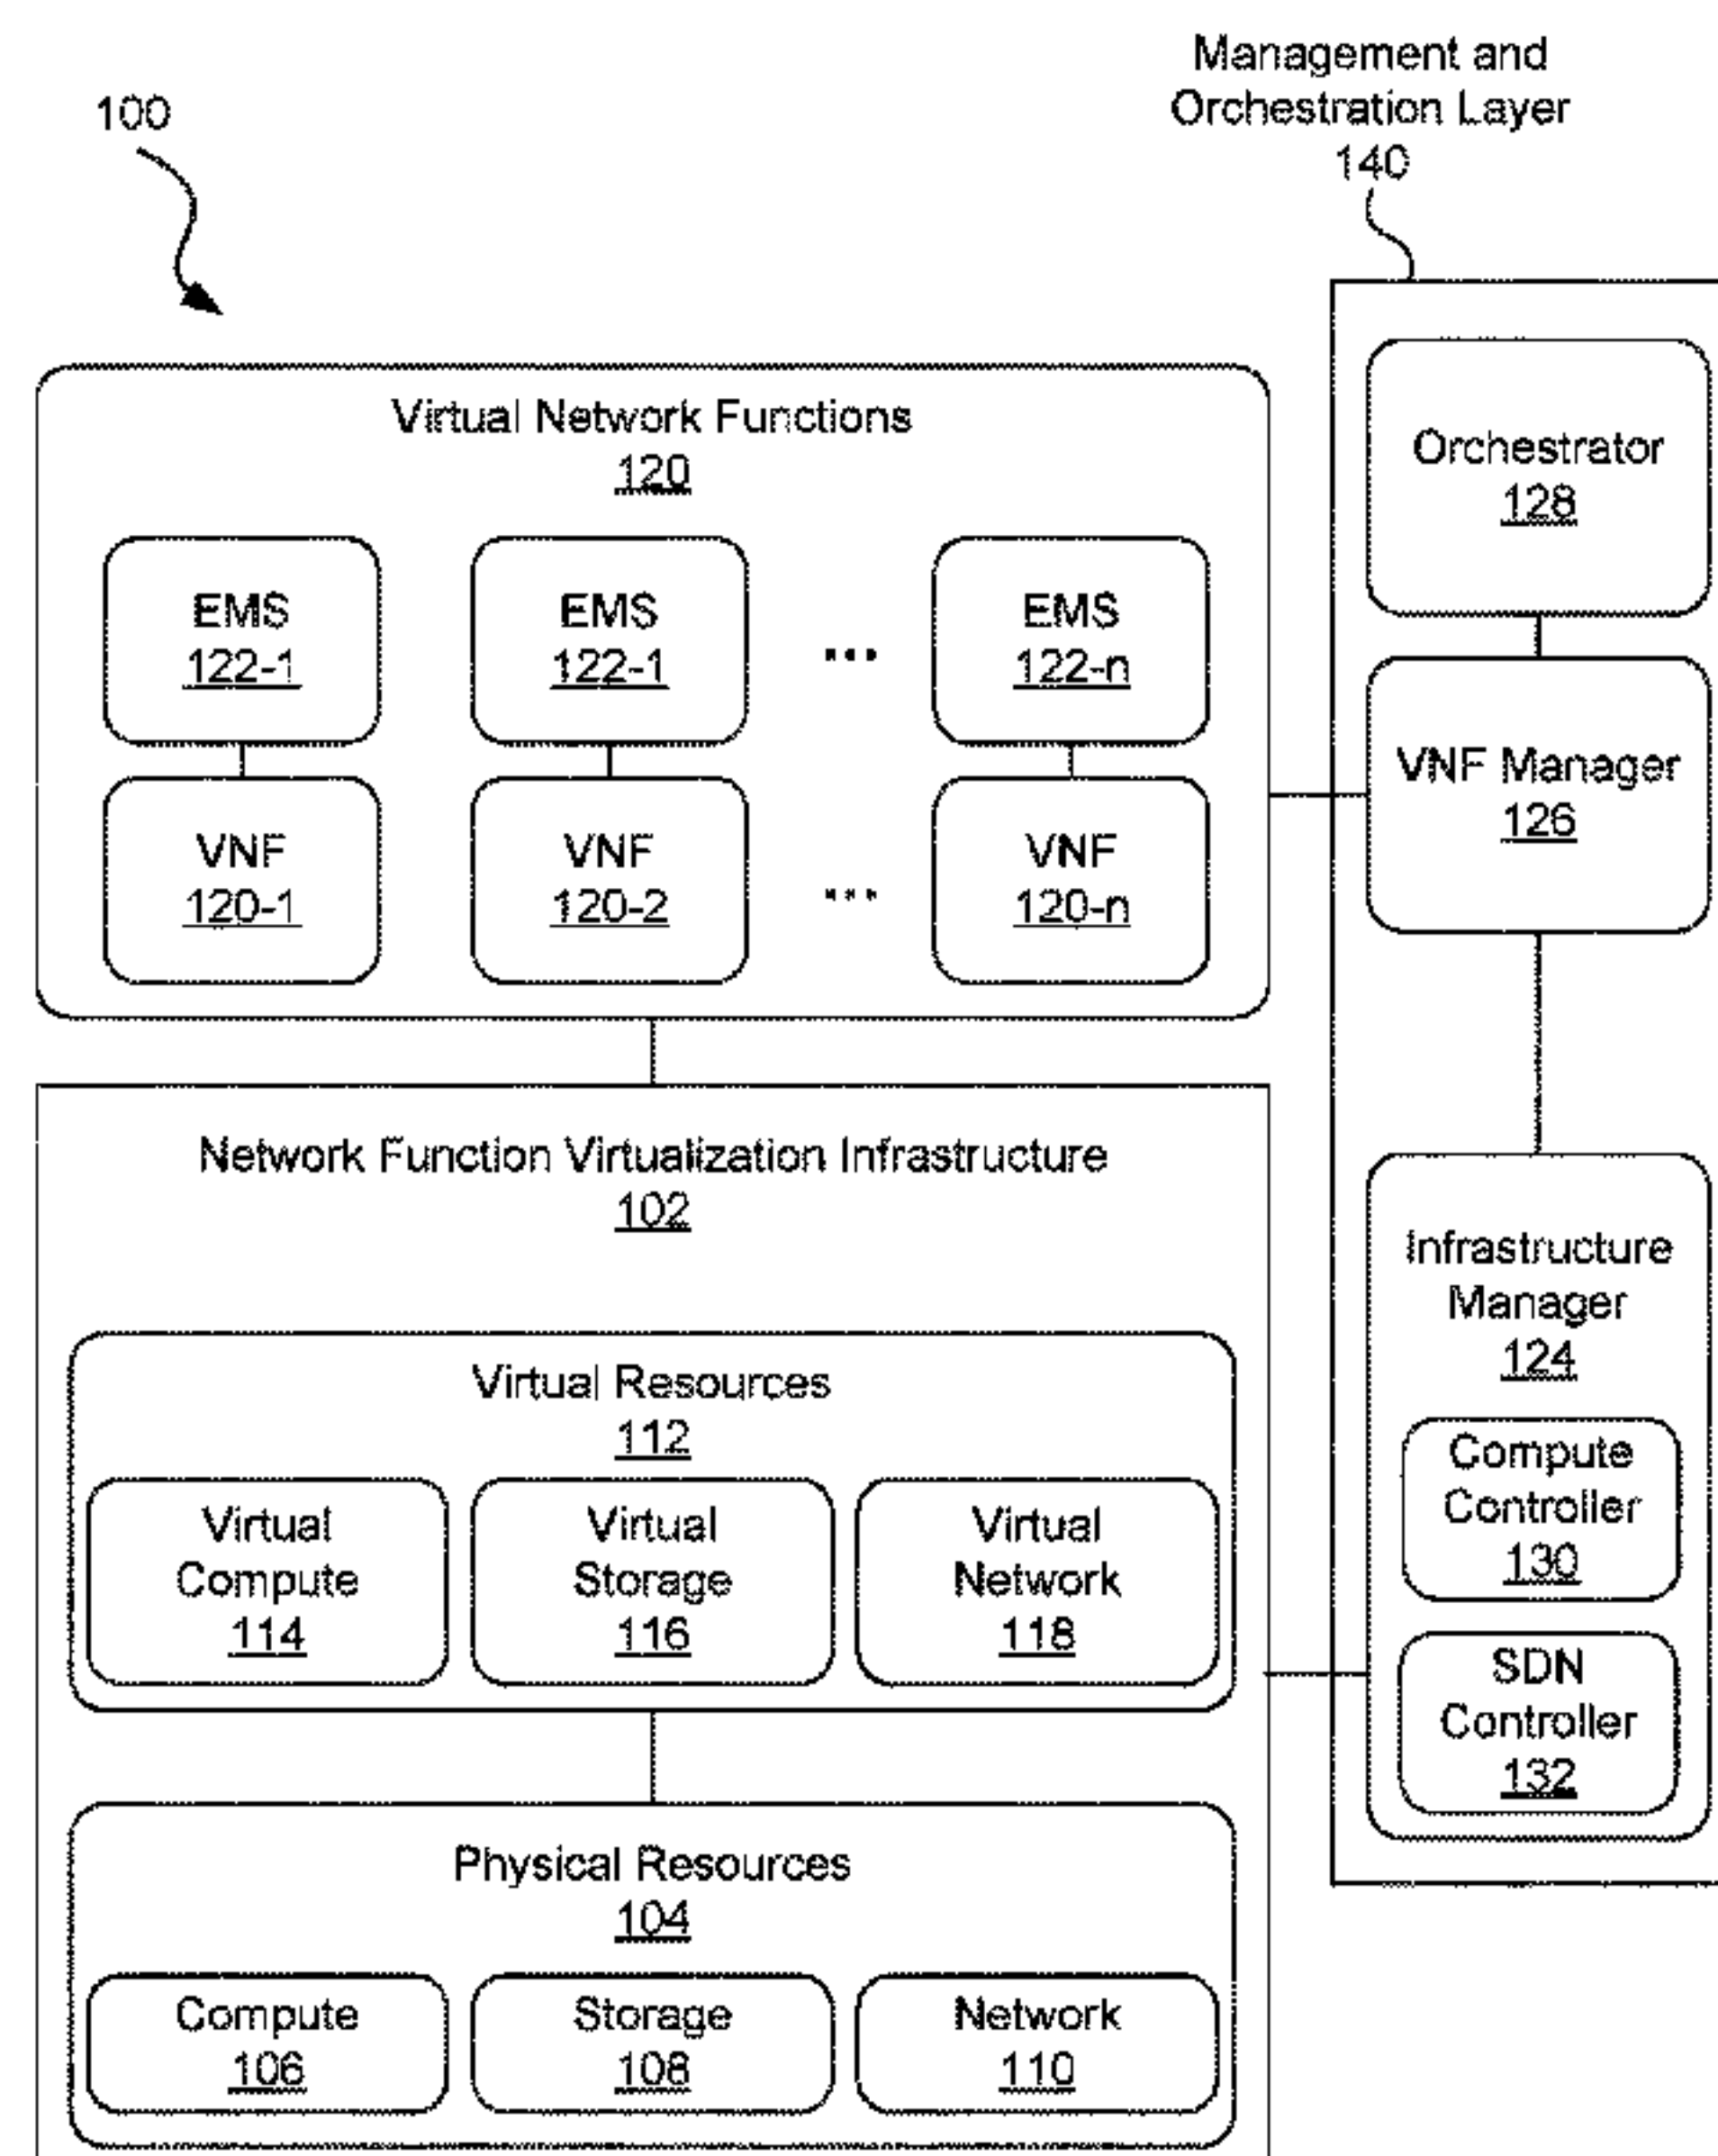 Management and
Orchestration Layer
140
100
Virtual Network Functions
120
EMS
122-1
EMS
122-1
...
EMS
122-n
VNF
120-1
VNF
120-2
...
VNF
120-n
Orchestrator
128
VNF Manager
126
Network Function Virtualization Infrastructure
102
Virtual Resources
112
Virtual
Compute
114
Virtual
Storage
116
Virtual
Network
118
Infrastructure
Manager
124
Compute
Controller
130
SDN
Controller
132
Physical Resources
104
Compute
106
Storage
108
Network
110